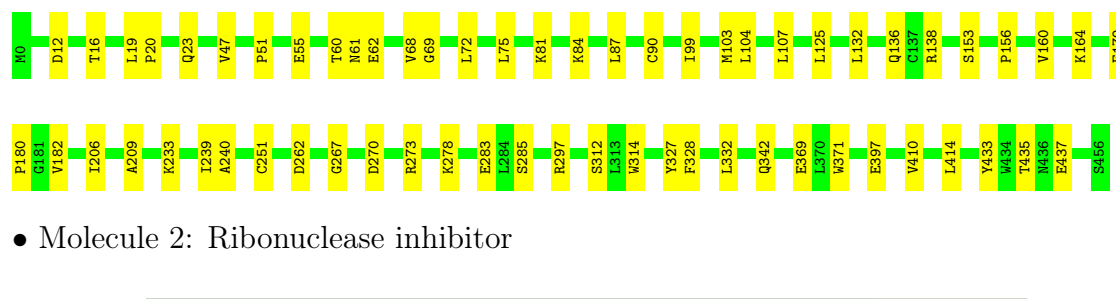 M0 D12 T16 L19 P20 Q23 V47 P51 E55 T60 N61 E62 V68 G69 L72 L75 K81 K84 L87 C90 I99 M103 L104 L107 L125 L132 Q136 C137 R138 S153 P156 V160 K164
P180 G181 V182 I206 A209 K233 I239 A240 C251 D262 G267 D270 R273 K278 E283 L284 S285 R297 S312 L313 W314 Y327 F328 L332 Q342 E369 L370 W371 E397 V410 L414 Y433 W434 T435 N436 E437 S456
• Molecule 2: Ribonuclease inhibitor